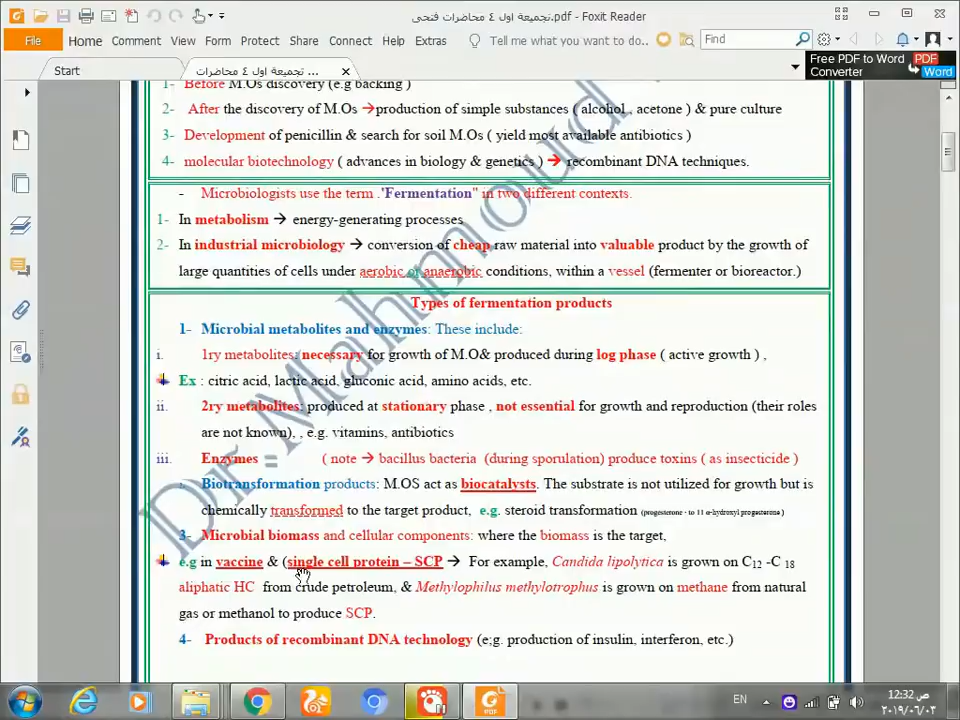 تجميعة اول ٤ محاضرات فتحى.pdf - Foxit Reader
File Home Comment View Form Protect Share Connect Help Extras Tell me what you want to do... Find
Start تجميعة اول ٤ محاضرات ... Free PDF to Word Converter PDF Word
1- Before M.Os discovery (e.g backing )
2- After the discovery of M.Os →production of simple substances ( alcohol , acetone ) & pure culture
3- Development of penicillin & search for soil M.Os ( yield most available antibiotics )
4- molecular biotechnology ( advances in biology & genetics ) → recombinant DNA techniques.
- Microbiologists use the term ."Fermentation" in two different contexts.
1- In metabolism → energy-generating processes
2- In industrial microbiology → conversion of cheap raw material into valuable product by the growth of
large quantities of cells under aerobic or anaerobic conditions, within a vessel (fermenter or bioreactor.)
Types of fermentation products
1- Microbial metabolites and enzymes: These include:
i. 1ry metabolites: necessary for growth of M.O& produced during log phase ( active growth ) ,
Ex : citric acid, lactic acid, gluconic acid, amino acids, etc.
ii. 2ry metabolites: produced at stationary phase , not essential for growth and reproduction (their roles
are not known), , e.g. vitamins, antibiotics
iii. Enzymes = ( note → bacillus bacteria (during sporulation) produce toxins ( as insecticide )
Biotransformation products: M.OS act as biocatalysts. The substrate is not utilized for growth but is
chemically transformed to the target product, e.g. steroid transformation (progesterone - to 11 α-hydroxyl progesterone )
3- Microbial biomass and cellular components: where the biomass is the target,
e.g in vaccine & (single cell protein – SCP → For example, Candida lipolytica is grown on C12 -C 18
aliphatic HC from crude petroleum, & Methylophilus methylotrophus is grown on methane from natural
gas or methanol to produce SCP.
4- Products of recombinant DNA technology (e;g. production of insulin, interferon, etc.)
EN 12:32 ص
٢٠١٩/٠٦/٠٣